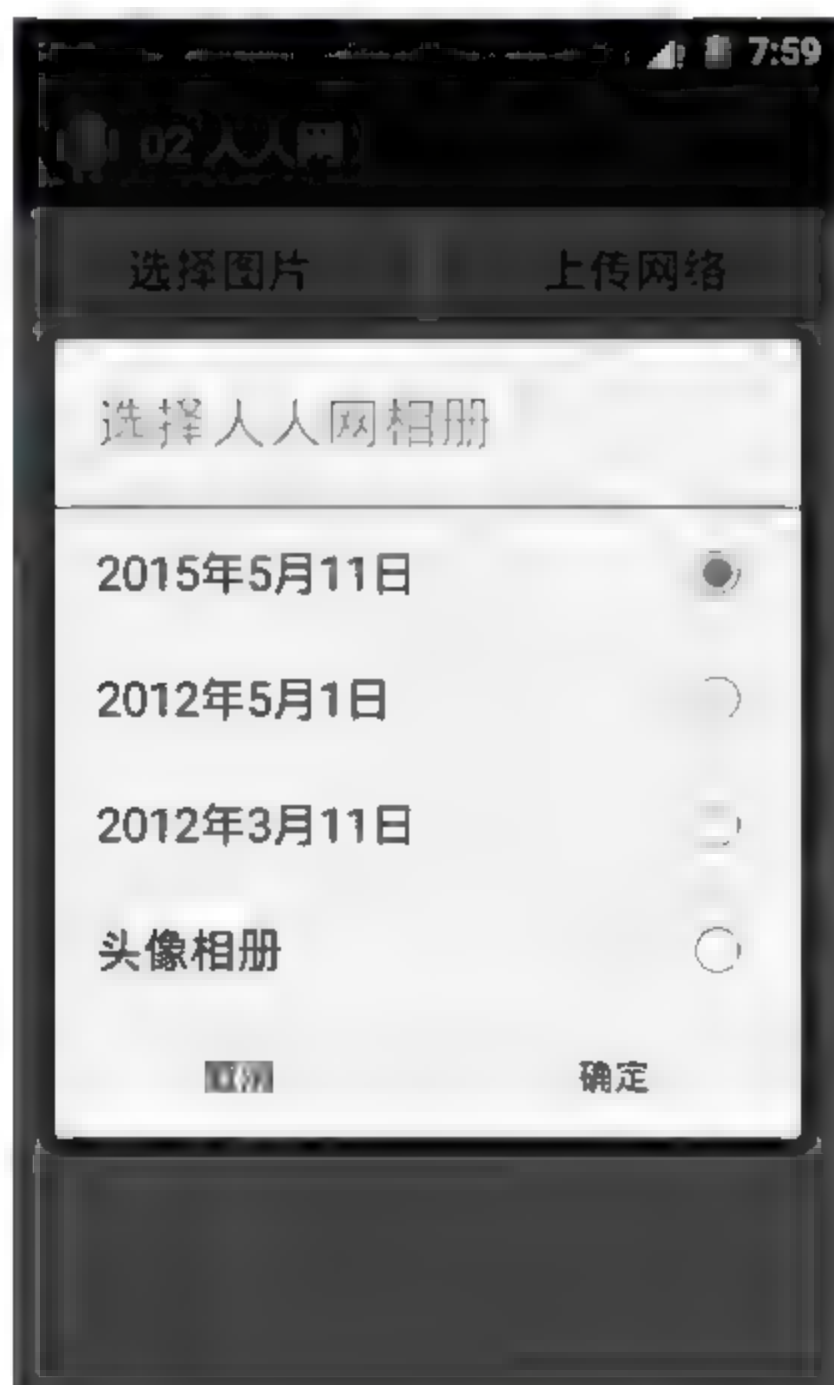 7:59
02 人人网
选择图片 上传网络
选择人人网相册
2015年5月11日
2012年5月1日
2012年3月11日
头像相册
确定